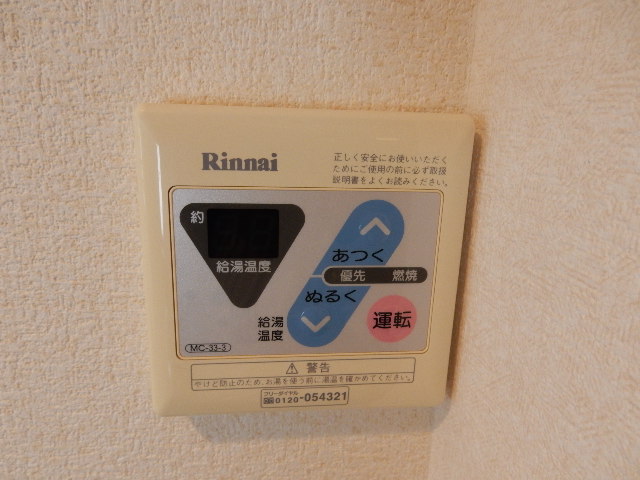 Rinnai
正しく安全にお使いいただく
ためにご使用の前に必ず取扱
説明書をよくお読みください。
約
給湯温度
あつく
優先 燃焼
ぬるく
給湯
温度
運転
MC-33-3
⚠ 警告
やけど防止のため、お湯を使う前に湯温を確かめてください。
フリーダイヤル
0120-054321